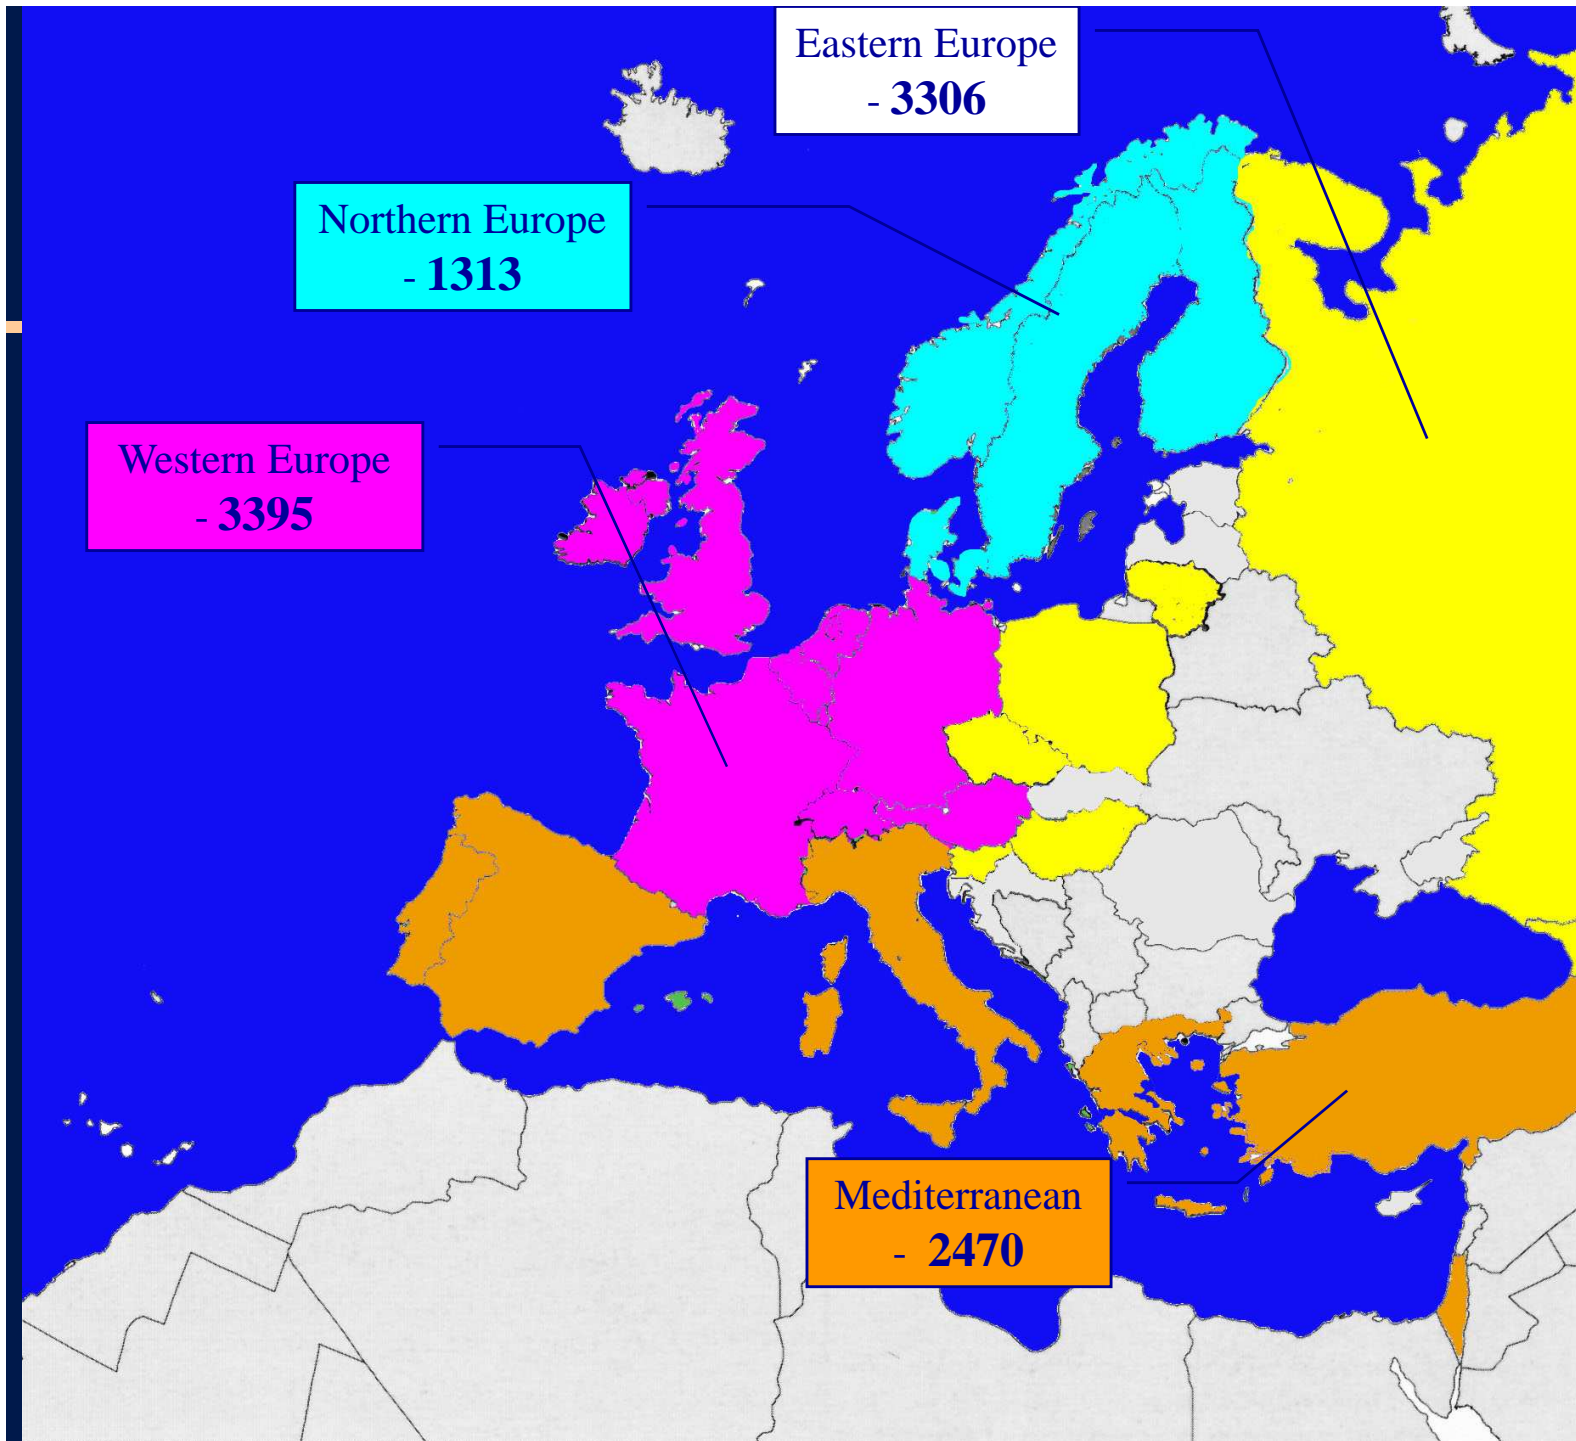 Eastern Europe
- 3306
Northern Europe
- 1313
Western Europe
- 3395
Mediterranean
- 2470